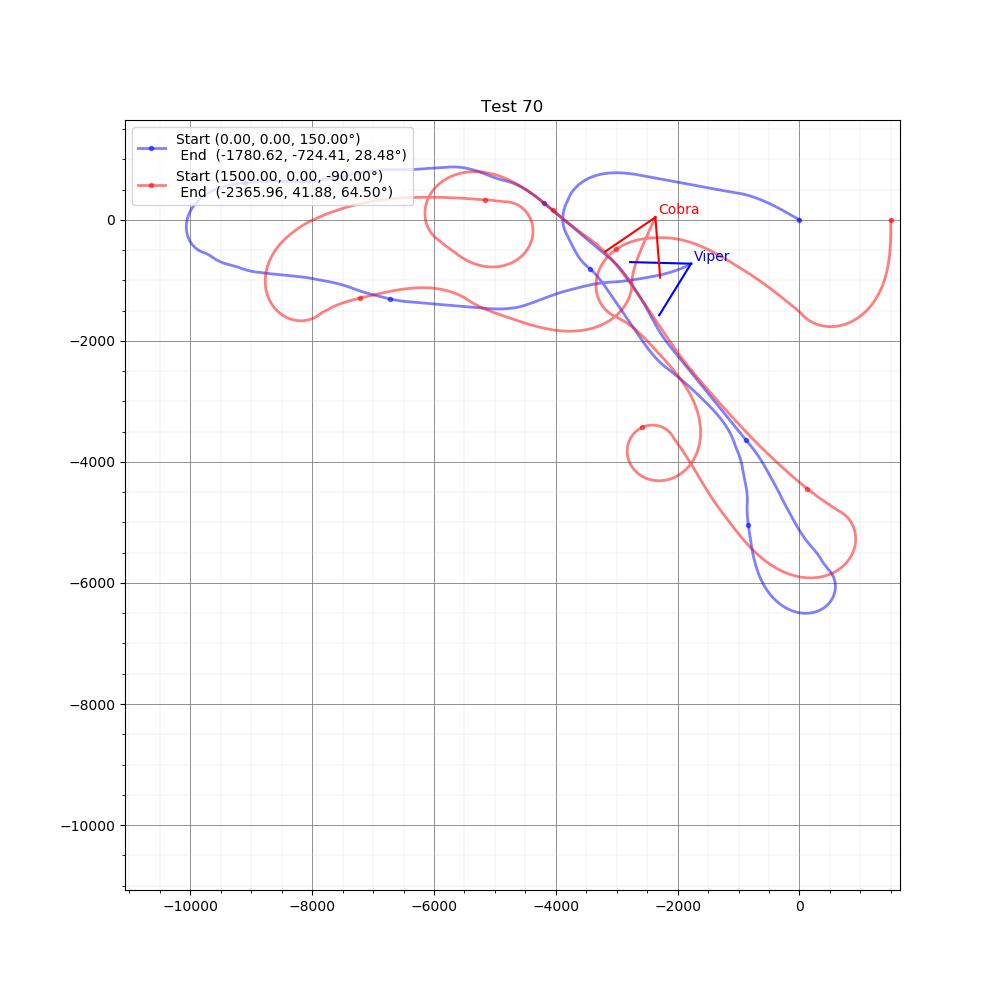 Test 70
Start (0.00, 0.00, 150.00°)
End (-1780.62, -724.41, 28.48°)
Start (1500.00, 0.00, -90.00°)
End (-2365.96, 41.88, 64.50°)
Cobra
Viper
0
−2000
−4000
−6000
−8000
−10000
−10000 −8000 −6000 −4000 −2000 0